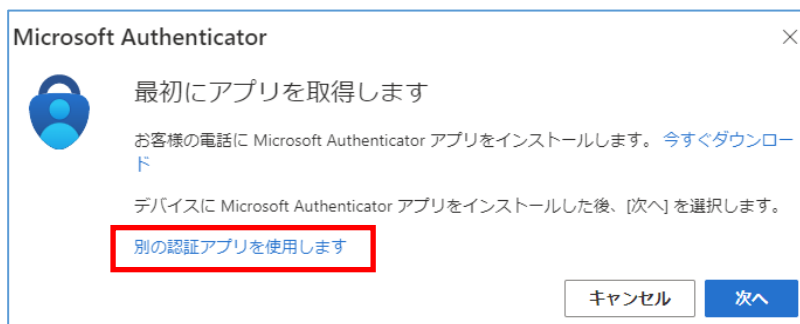 Microsoft Authenticator
最初にアプリを取得します
お客様の電話に Microsoft Authenticator アプリをインストールします。 今すぐダウンロー
ド
デバイスに Microsoft Authenticator アプリをインストールした後、[次へ] を選択します。
別の認証アプリを使用します
キャンセル
次へ